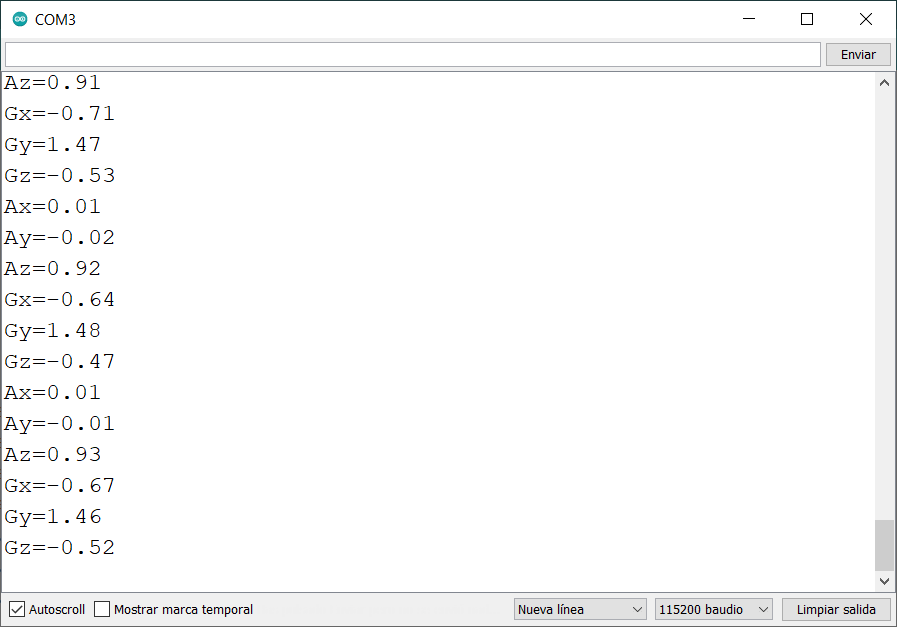 COM3
Enviar
Az=0.91
Gx=-0.71
Gy=1.47
Gz=-0.53
Ax=0.01
Ay=-0.02
Az=0.92
Gx=-0.64
Gy=1.48
Gz=-0.47
Ax=0.01
Ay=-0.01
Az=0.93
Gx=-0.67
Gy=1.46
Gz=-0.52
Autoscroll Mostrar marca temporal Nueva línea 115200 baudio Limpiar salida